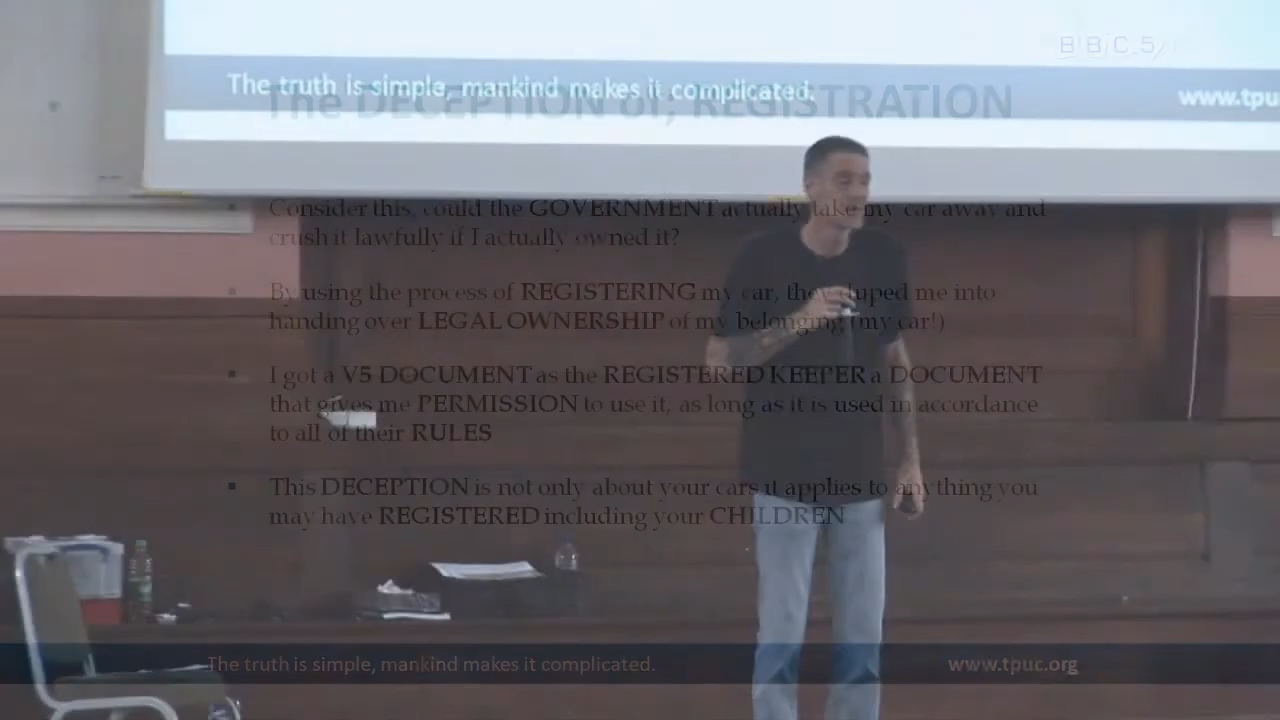 BBC 5/
The truth is simple, mankind makes it complicated.
www.tpu
The DECEPTION of; REGISTRATION
Consider this, could the GOVERNMENT actually take my car away and
crush it lawfully if I actually owned it?
By using the process of REGISTERING my car, they duped me into
handing over LEGAL OWNERSHIP of my belonging (my car!)
I got a V5 DOCUMENT as the REGISTERED KEEPER a DOCUMENT
that gives me PERMISSION to use it, as long as it is used in accordance
to all of their RULES
This DECEPTION is not only about your cars it applies to anything you
may have REGISTERED including your CHILDREN
The truth is simple, mankind makes it complicated.
www.tpuc.org